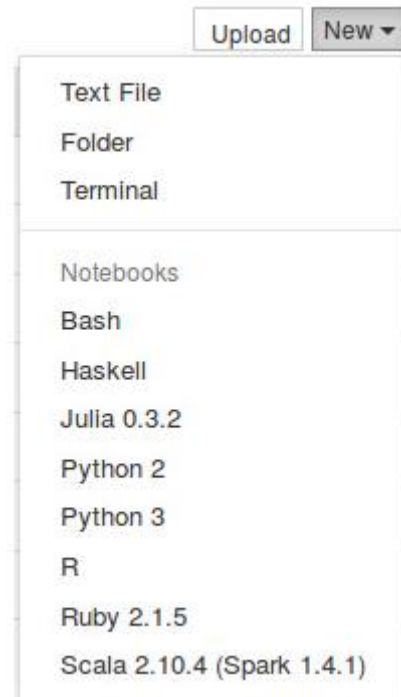 Upload New
Text File
Folder
Terminal
Notebooks
Bash
Haskell
Julia 0.3.2
Python 2
Python 3
R
Ruby 2.1.5
Scala 2.10.4 (Spark 1.4.1)